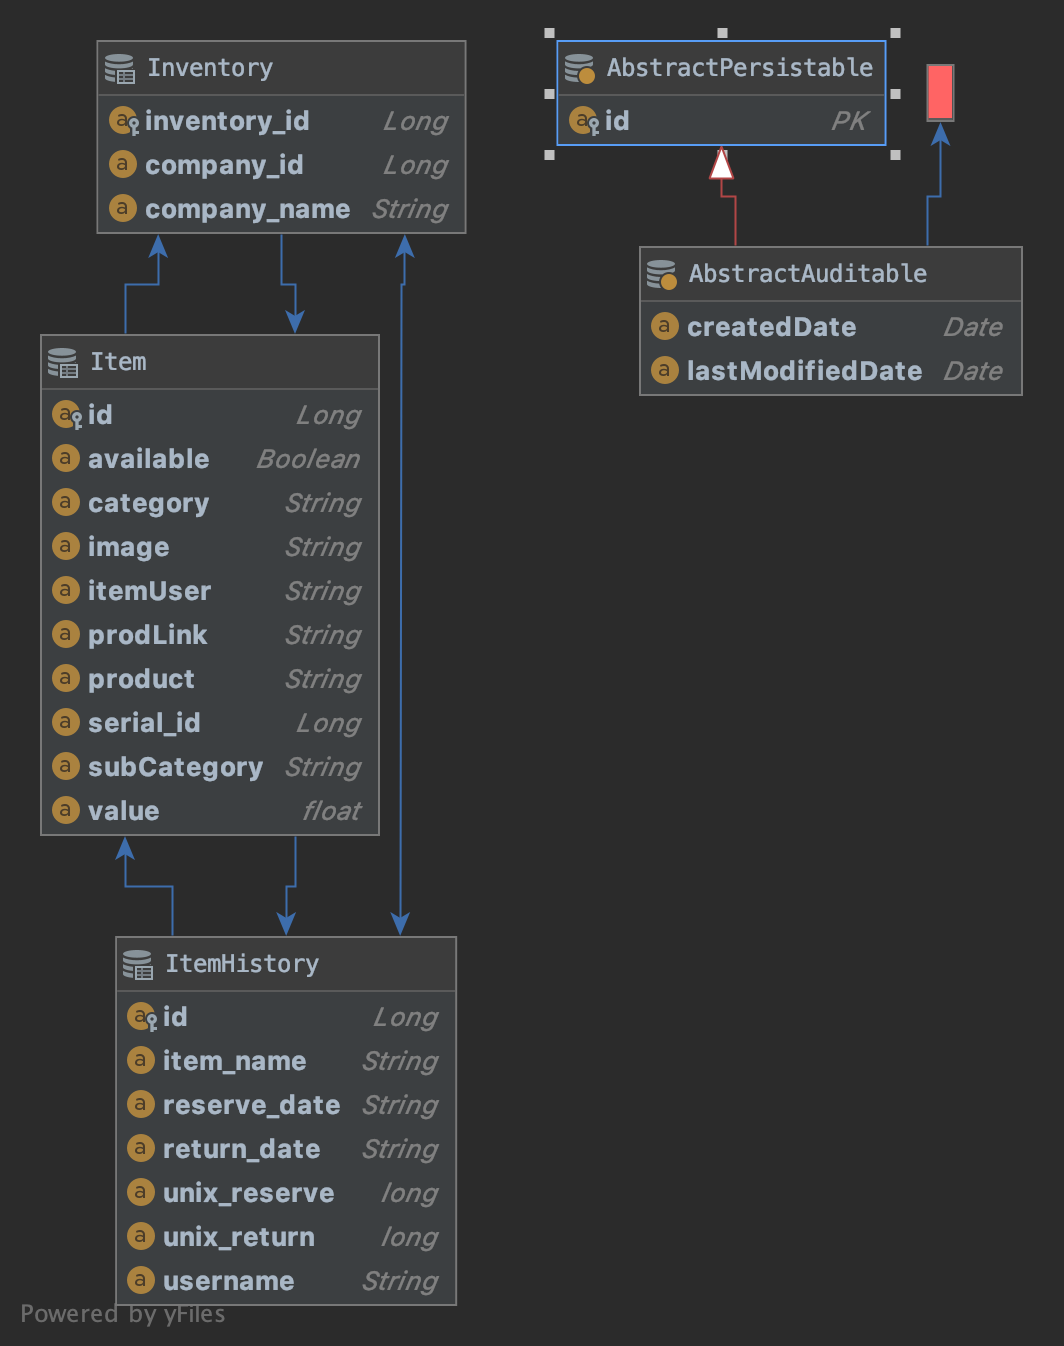 Inventory
inventory_id Long
company_id Long
company_name String
AbstractPersistable
id PK
AbstractAuditable
createdDate Date
lastModifiedDate Date
Item
id Long
available Boolean
category String
image String
itemUser String
prodLink String
product String
serial_id Long
subCategory String
value float
ItemHistory
id Long
item_name String
reserve_date String
return_date String
unix_reserve long
unix_return long
username String
Powered by yFiles